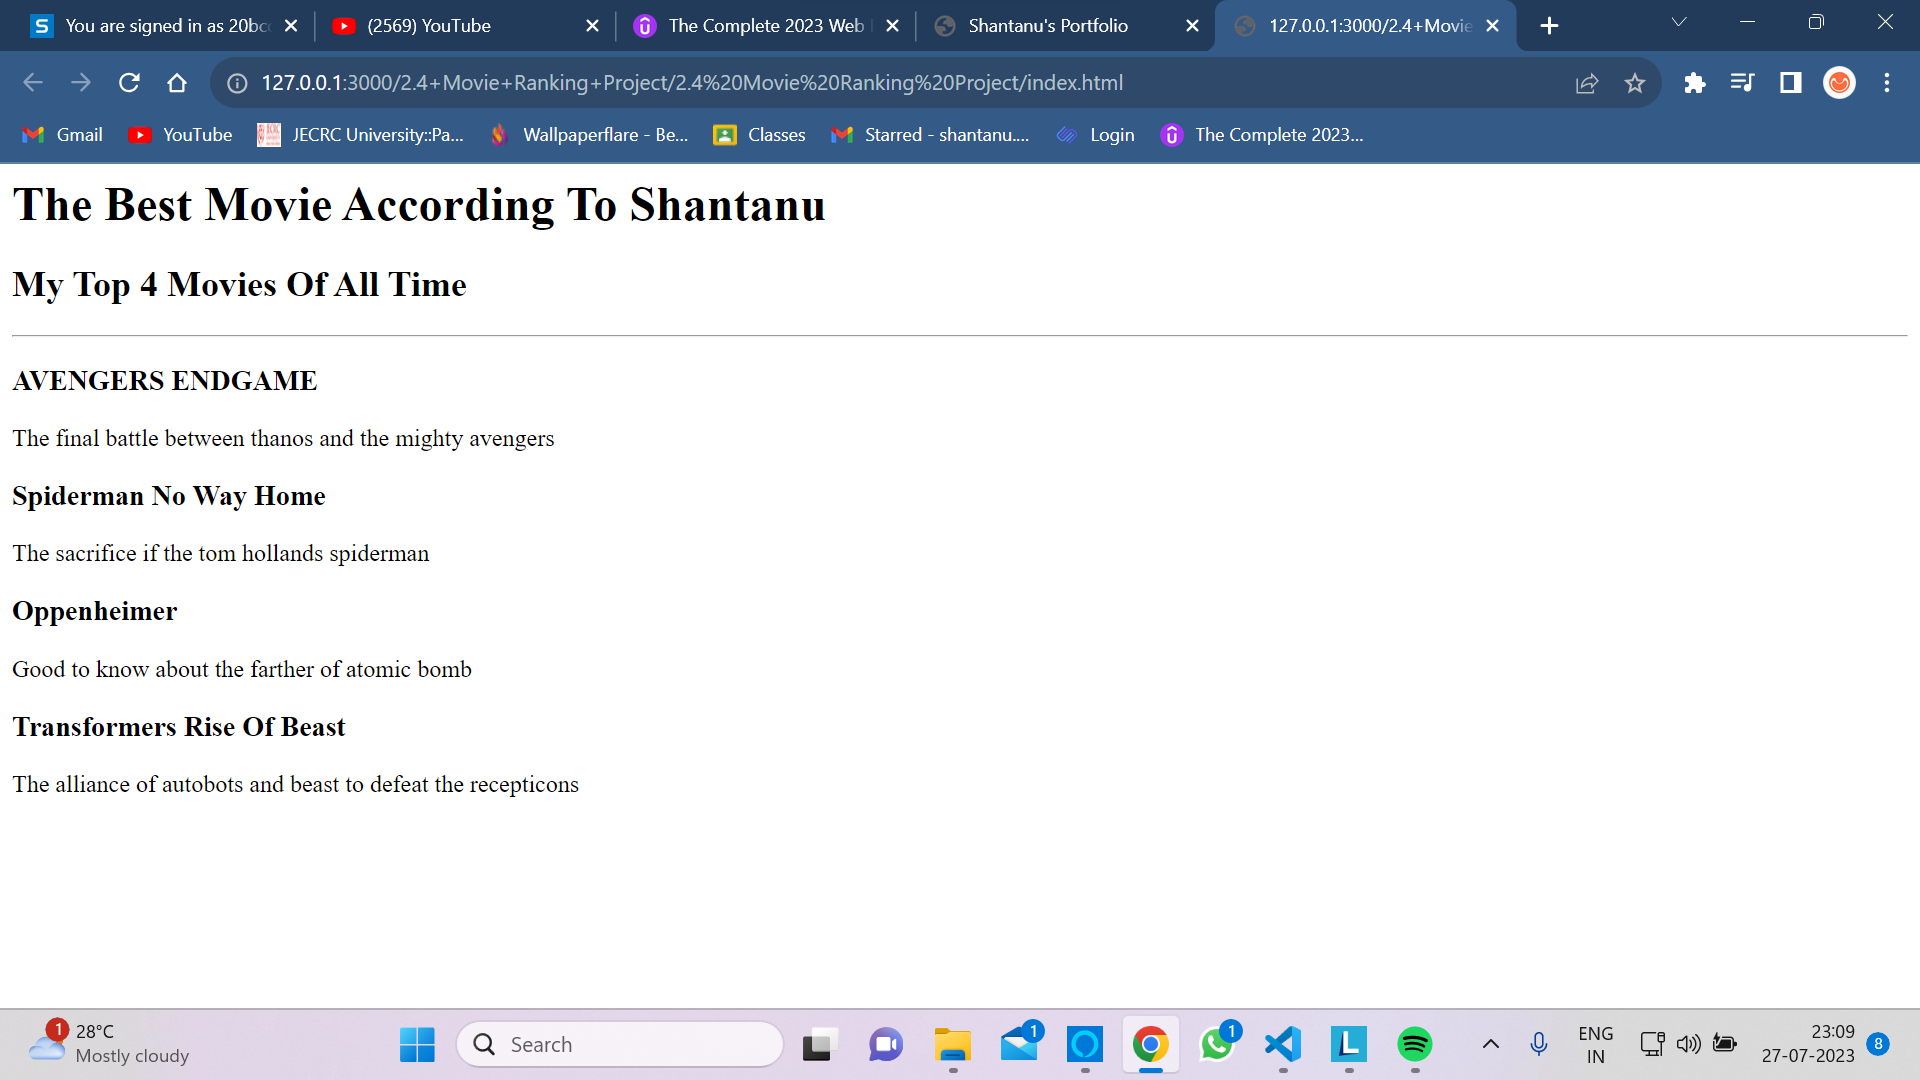 You are signed in as 20bc
(2569) YouTube
The Complete 2023 Web
Shantanu's Portfolio
127.0.0.1:3000/2.4+Movie
127.0.0.1:3000/2.4+Movie+Ranking+Project/2.4%20Movie%20Ranking%20Project/index.html
Gmail
YouTube
JECRC University::Pa...
Wallpaperflare - Be...
Classes
Starred - shantanu....
Login
The Complete 2023...
The Best Movie According To Shantanu
My Top 4 Movies Of All Time
AVENGERS ENDGAME
The final battle between thanos and the mighty avengers
Spiderman No Way Home
The sacrifice if the tom hollands spiderman
Oppenheimer
Good to know about the farther of atomic bomb
Transformers Rise Of Beast
The alliance of autobots and beast to defeat the recepticons
1
28°C
Mostly cloudy
Search
1
1
ENG
IN
23:09
27-07-2023
8